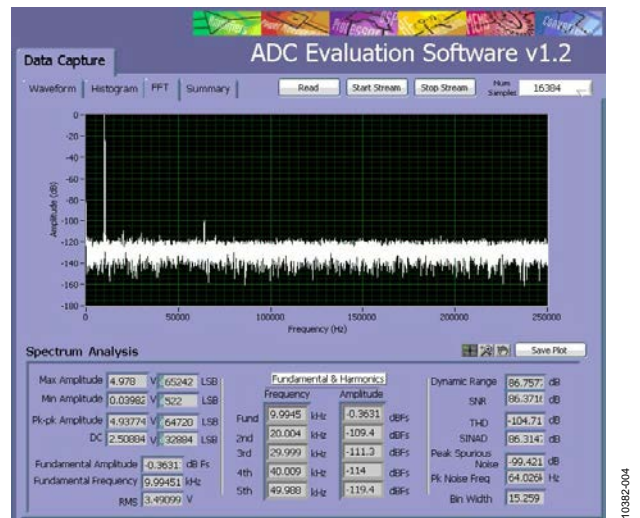 Data Capture
ADC Evaluation Software v1.2
Waveform Histogram FFT Summary
Read Start Stream Stop Stream Num Samples 16384
Amplitude (dB)
0
-20
-40
-60
-80
-100
-120
-140
-160
-180
0 50000 100000 150000 200000 250000
Frequency (Hz)
Spectrum Analysis
Save Plot
Max Amplitude 4.978 V 65242 LSB
Min Amplitude 0.03982 V 522 LSB
Pk-pk Amplitude 4.93774 V 64720 LSB
DC 2.50884 V 32884 LSB
Fundamental Amplitude -0.3631 dB Fs
Fundamental Frequency 9.99451 kHz
RMS 3.49099 V
Fundamental & Harmonics
Frequency Amplitude
Fund 9.9945 kHz -0.3631 dBFs
2nd 20.004 kHz -109.4 dBFs
3rd 29.999 kHz -111.3 dBFs
4th 40.009 kHz -114 dBFs
5th 49.988 kHz -119.4 dBFs
Dynamic Range 86.757 dB
SNR 86.371 dB
THD -104.71 dB
SINAD 86.314 dB
Peak Spurious Noise -99.421 dB
Pk Noise Freq 64.026 Hz
Bin Width 15.259
10382-004